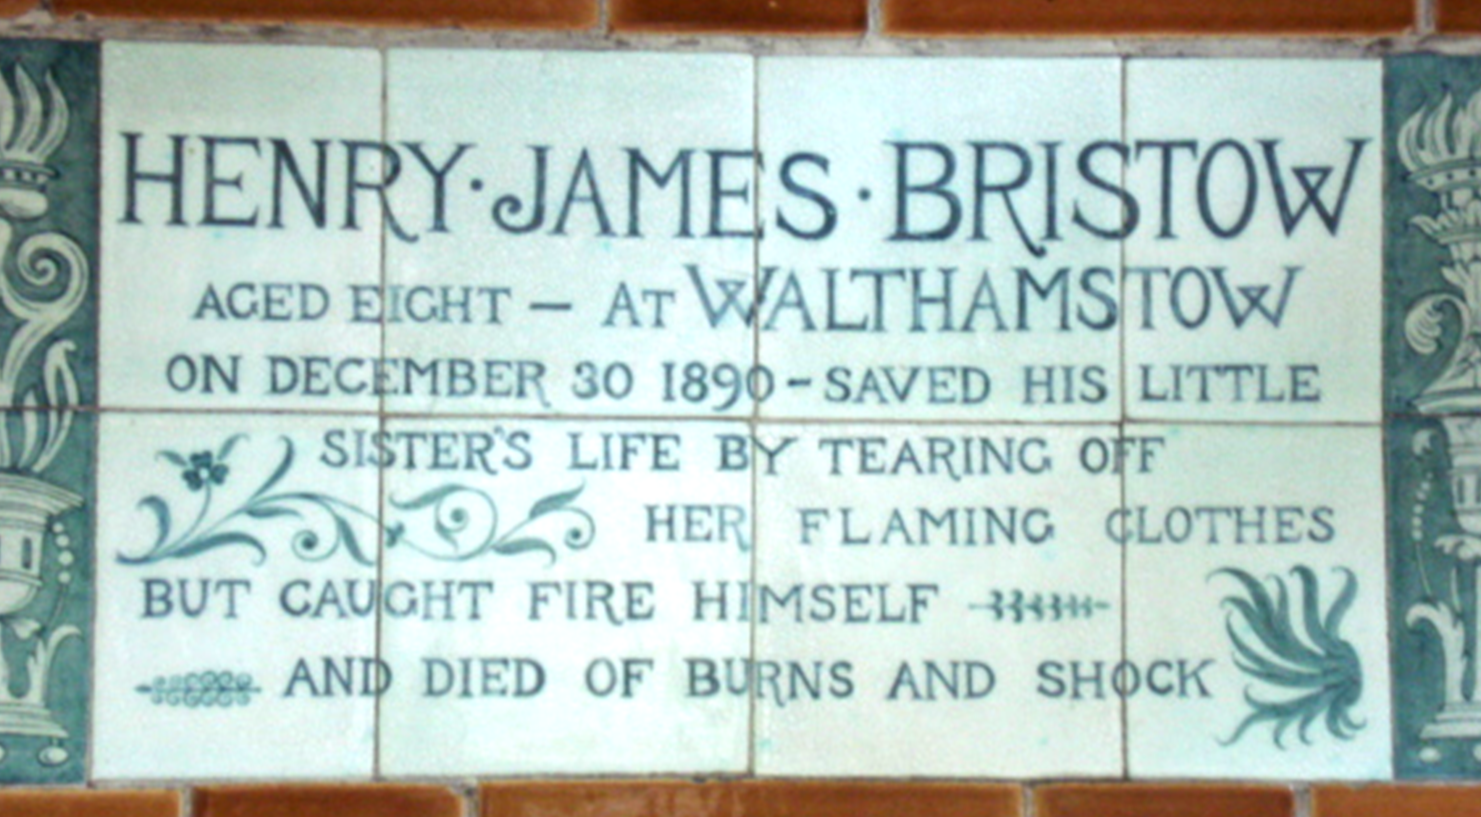 HENRY·JAMES·BRISTOW
AGED EIGHT — AT WALTHAMSTOW
ON DECEMBER 30 1890 - SAVED HIS LITTLE
SISTER'S LIFE BY TEARING OFF
HER FLAMING CLOTHES
BUT CAUGHT FIRE HIMSELF
AND DIED OF BURNS AND SHOCK